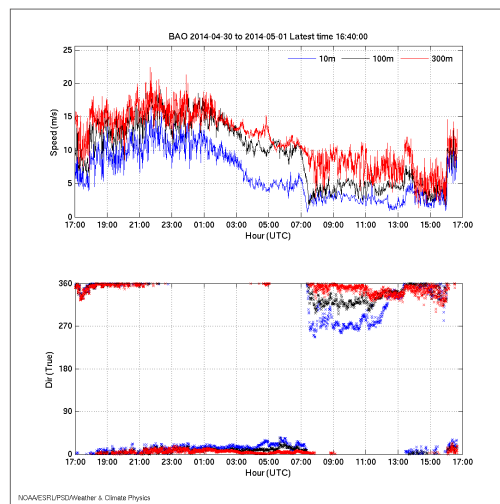 BAO 2014-04-30 to 2014-05-01 Latest time 16:40:00
10m 100m 300m
25
20
15
10
5
0
Speed (m/s)
17:00 19:00 21:00 23:00 01:00 03:00 05:00 07:00 09:00 11:00 13:00 15:00 17:00
Hour (UTC)
360
270
180
90
0
Dir (True)
17:00 19:00 21:00 23:00 01:00 03:00 05:00 07:00 09:00 11:00 13:00 15:00 17:00
Hour (UTC)
NOAA/ESRL/PSD/Weather & Climate Physics